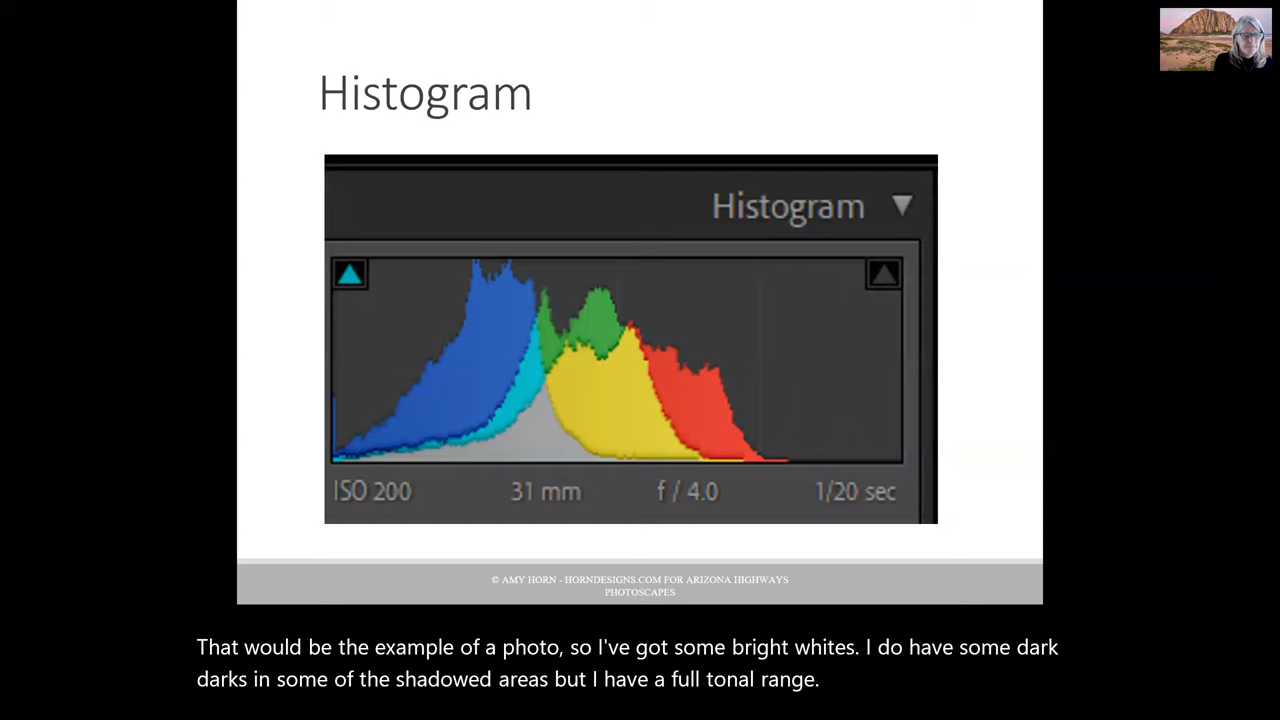 Histogram
Histogram
ISO 200 31 mm f / 4.0 1/20 sec
© AMY HORN - HORNDESIGNS.COM FOR ARIZONA HIGHWAYS
PHOTOSCAPES
That would be the example of a photo, so I've got some bright whites. I do have some dark
darks in some of the shadowed areas but I have a full tonal range.